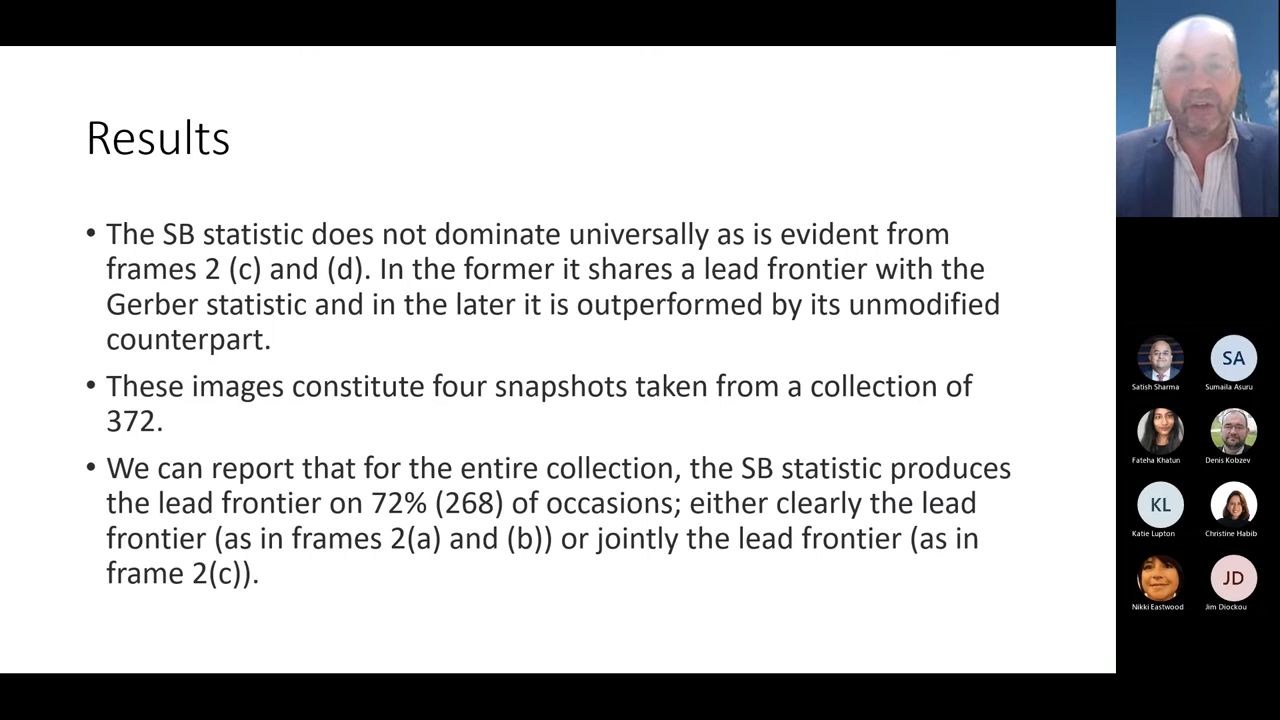 Results
• The SB statistic does not dominate universally as is evident from
frames 2 (c) and (d). In the former it shares a lead frontier with the
Gerber statistic and in the later it is outperformed by its unmodified
counterpart.
• These images constitute four snapshots taken from a collection of
372.
• We can report that for the entire collection, the SB statistic produces
the lead frontier on 72% (268) of occasions; either clearly the lead
frontier (as in frames 2(a) and (b)) or jointly the lead frontier (as in
frame 2(c)).
SA
Satish Sharma
Sumaila Asuru
Fateha Khatun
Denis Kobzev
KL
Katie Lupton
Christine Habib
JD
Nikki Eastwood
Jim Diockou